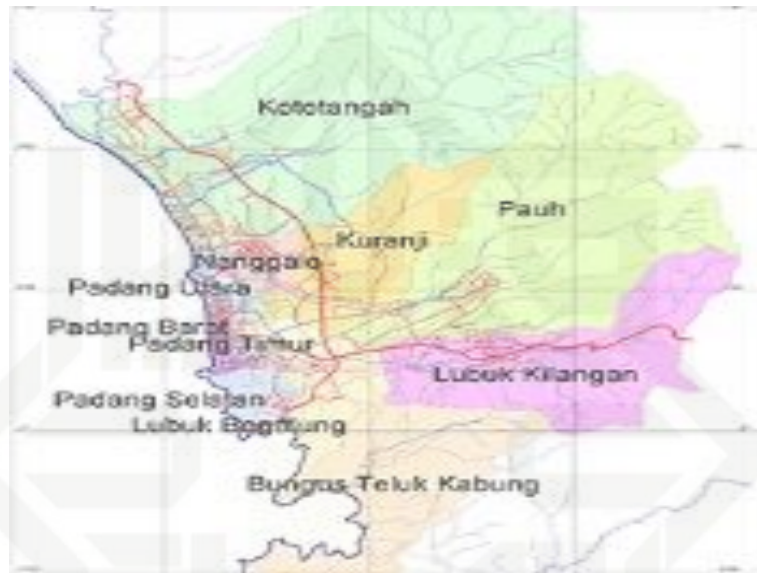 Kototangah
Pauh
Kuranji
Nanggalo
Padang Utara
Padang Barat
Padang Timur
Lubuk Kilangan
Padang Selatan
Lubuk Begalung
Bungus Teluk Kabung